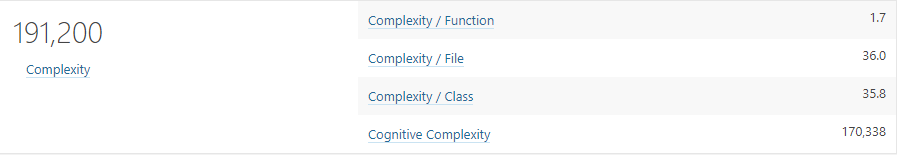 191,200
Complexity
Complexity / Function 1.7
Complexity / File 36.0
Complexity / Class 35.8
Cognitive Complexity 170,338